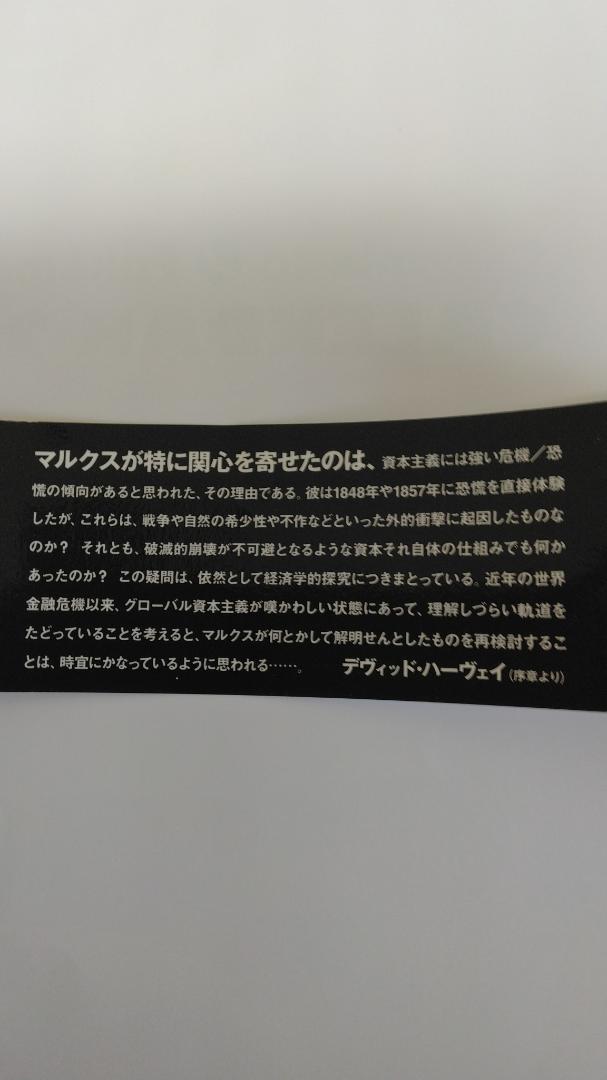 マルクスが特に関心を寄せたのは、資本主義には強い危機／恐
慌の傾向があると思われた、その理由である。彼は1848年や1857年に恐慌を直接体験
したが、これらは、戦争や自然の希少性や不作などといった外的衝撃に起因したものな
のか？ それとも、破滅的崩壊が不可避となるような資本それ自体の仕組みでも何か
あったのか？ この疑問は、依然として経済学的探究につきまとっている。近年の世界
金融危機以来、グローバル資本主義が嘆かわしい状態にあって、理解しづらい軌道を
たどっていることを考えると、マルクスが何とかして解明せんとしたものを再検討するこ
とは、時宜にかなっているように思われる……。 デヴィッド・ハーヴェイ（序章より）